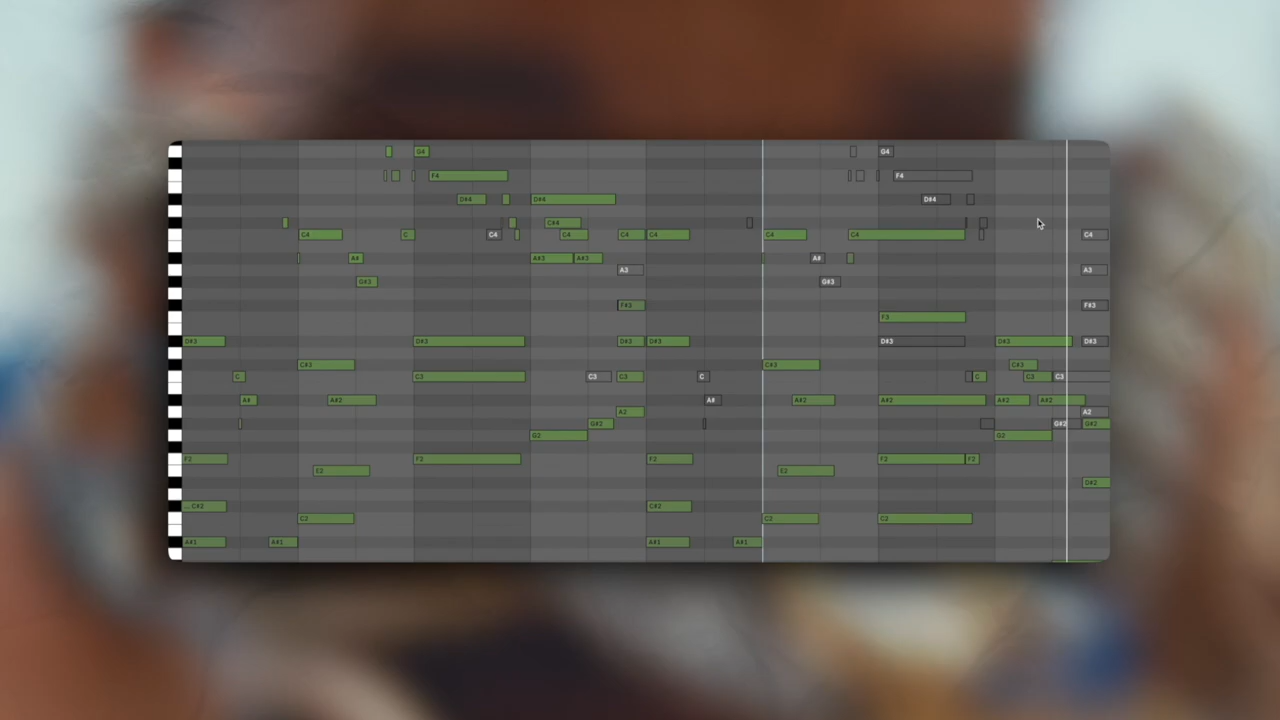 G4 G4
F4 F4
D#4 D#4 D#4
C#4
C4 C C4 C4 C4 C4 C4 C4 C4
A# A#3 A#3 A#
A3 A3
G#3 G#3
F#3 F#3
F3
D#3 D#3 D#3 D#3 D#3 D#3 D#3
C#3 C#3 C#3
C C3 C3 C3 C C C3 C3
A# A#2 A# A#2 A#2 A#2 A#2
A2 A2
G#2 G#2 G#2
G2 G2
F2 F2 F2 F2 F2
E2 E2
D#2
... C#2 C#2
C2 C2 C2
A#1 A#1 A#1 A#1